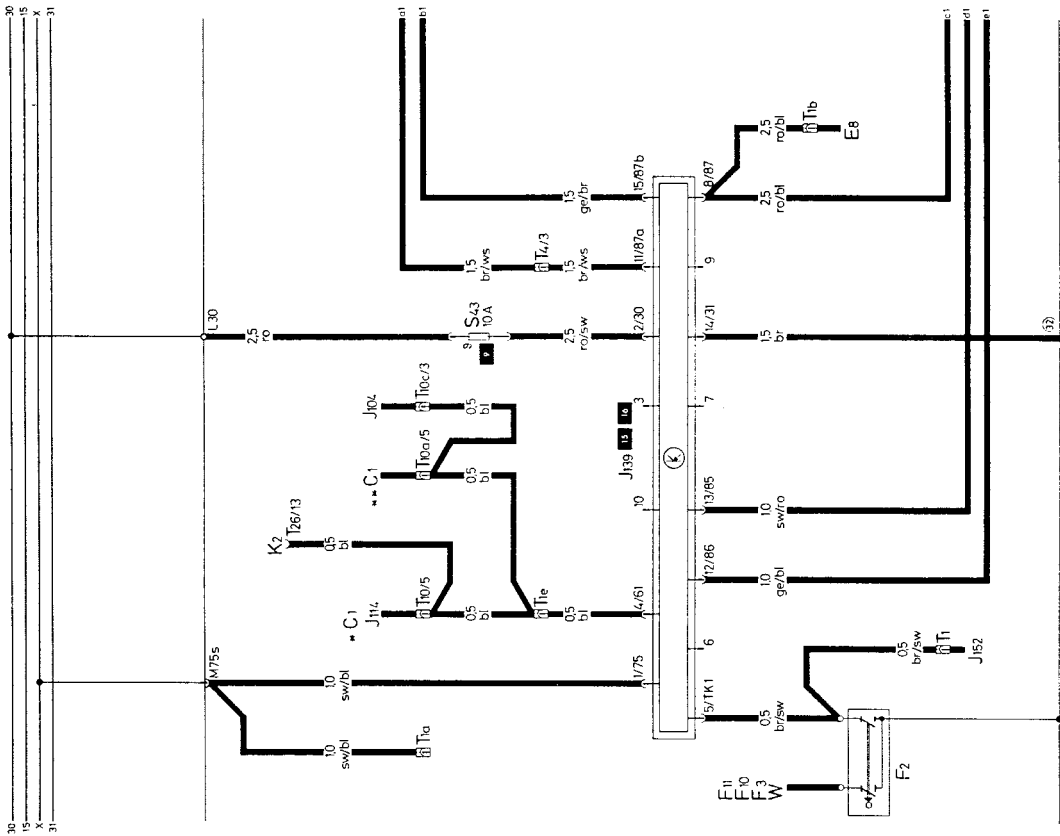 30
15
X
31
30
15
X
31
a1
b1
c1
d1
e1
L30
2,5
ro
9
S43
10A
9
2,5
ro/sw
2/30
14/31
1,5
br
32
1,5
br/ws
T4/3
1,5
br/ws
11/87a
9
1,5
ge/br
15/87b
8/87
2,5
ro/bl
2,5
ro/bl
T1b
E8
J104
T10c/3
0,5
bl
**C1
T10a/5
0,5
bl
K2
T26/13
0,5
bl
*C1
J114
T10/5
0,5
bl
T1e
0,5
bl
4/61
J139
15
16
3
7
K
10
13/85
1,0
sw/ro
12/86
1,0
ge/bl
6
M75s
1,0
sw/bl
1/75
1,0
sw/bl
T1a
5/TK1
0,5
br/sw
0,5
br/sw
T1
J152
F11
F10
F3
W
F2